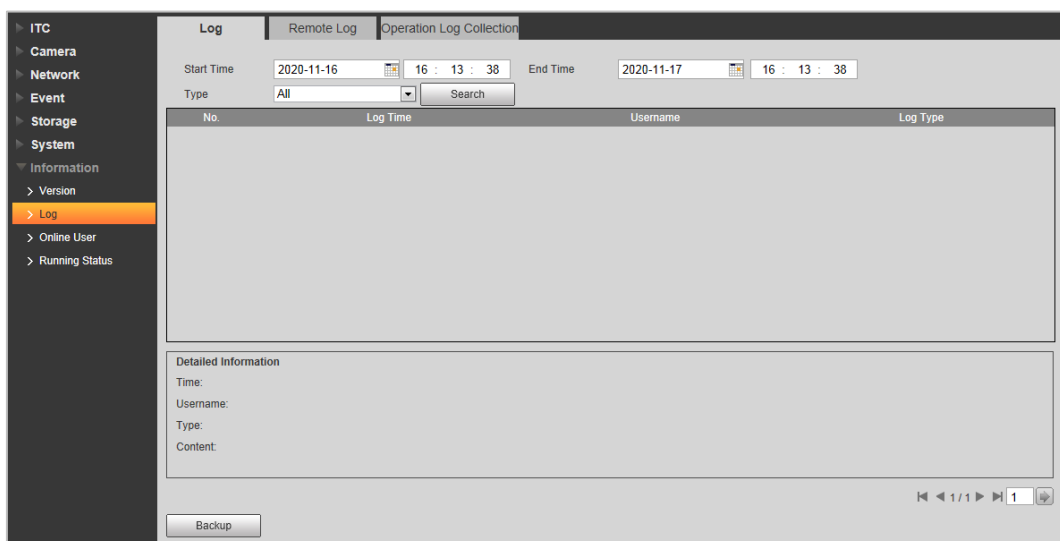 ITC
Camera
Network
Event
Storage
System
Information
Version
Log
Online User
Running Status
Log Remote Log Operation Log Collection
Start Time 2020-11-16 16 : 13 : 38 End Time 2020-11-17 16 : 13 : 38
Type All Search
No. Log Time Username Log Type
Detailed Information
Time:
Username:
Type:
Content:
1 / 1 1
Backup